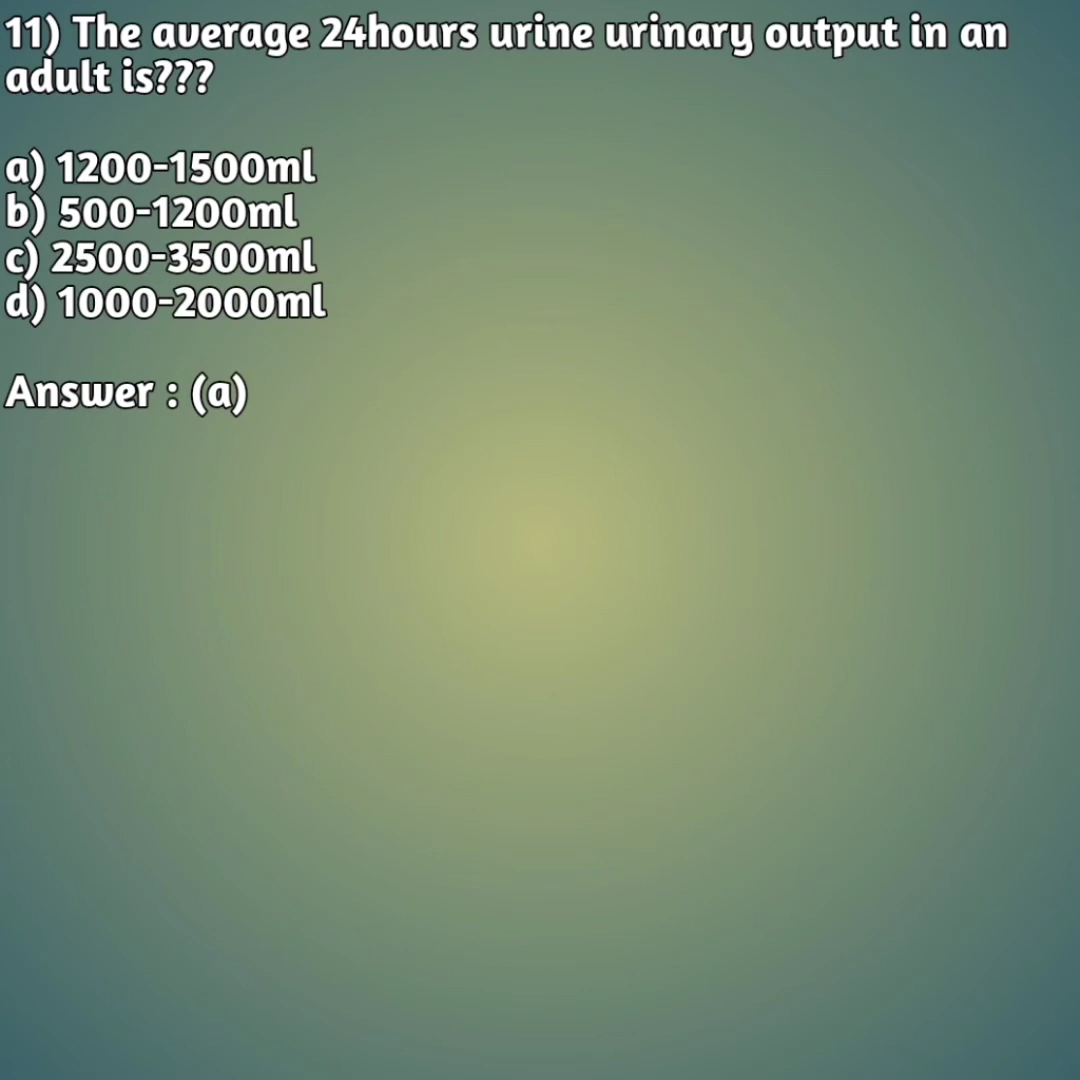 11) The average 24hours urine urinary output in an
adult is???
a) 1200-1500ml
b) 500-1200ml
c) 2500-3500ml
d) 1000-2000ml
Answer : (a)